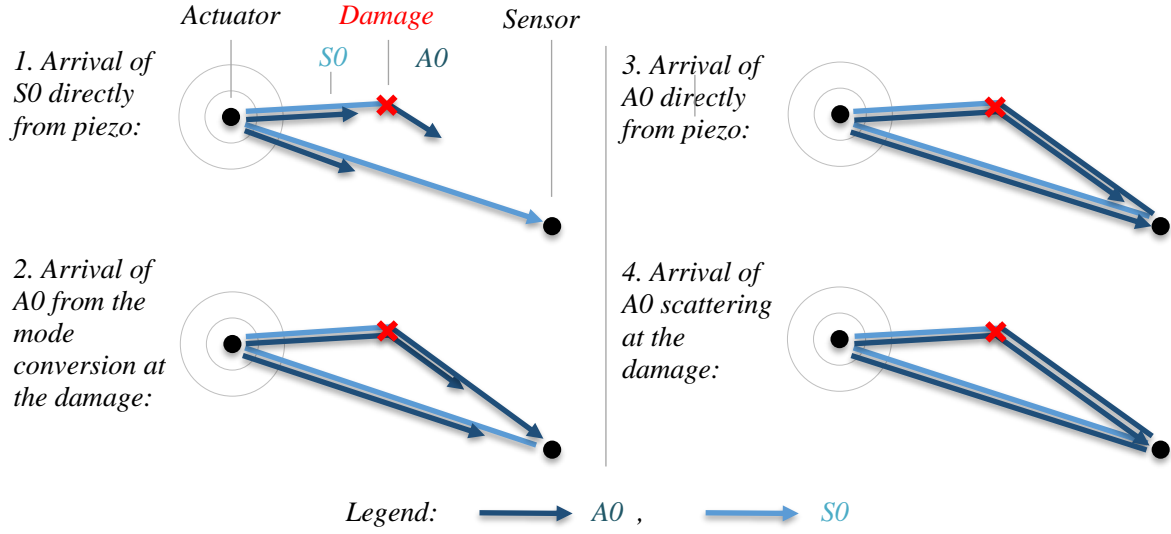 Actuator Damage Sensor
S0 A0
1. Arrival of
S0 directly
from piezo:
2. Arrival of
A0 from the
mode
conversion at
the damage:
3. Arrival of
A0 directly
from piezo:
4. Arrival of
A0 scattering
at the
damage:
Legend: A0 , S0